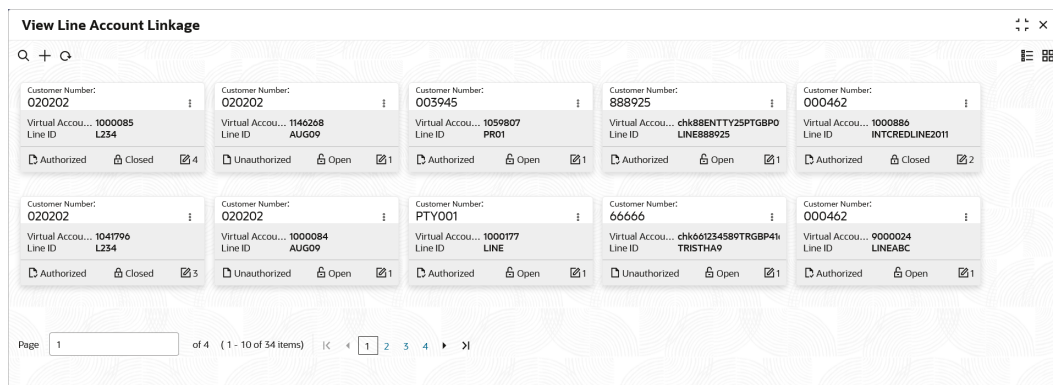 View Line Account Linkage
Customer Number:
020202
Virtual Accou... 1000085
Line ID L234
Authorized Closed 4
Customer Number:
020202
Virtual Accou... 1146268
Line ID AUG09
Unauthorized Open 1
Customer Number:
003945
Virtual Accou... 1059807
Line ID PR01
Authorized Open 1
Customer Number:
888925
Virtual Accou... chk88ENTTY25PTGBP0
Line ID LINE888925
Authorized Open 1
Customer Number:
000462
Virtual Accou... 1000886
Line ID INTCREDLINE2011
Authorized Closed 2
Customer Number:
020202
Virtual Accou... 1041796
Line ID L234
Authorized Closed 3
Customer Number:
020202
Virtual Accou... 1000084
Line ID AUG09
Unauthorized Open 1
Customer Number:
PTY001
Virtual Accou... 1000177
Line ID LINE
Authorized Open 1
Customer Number:
66666
Virtual Accou... chk661234589TRGBP41
Line ID TRISTHA9
Unauthorized Open 1
Customer Number:
000462
Virtual Accou... 9000024
Line ID LINEABC
Authorized Open 1
Page 1 of 4 (1 - 10 of 34 items) 1 2 3 4